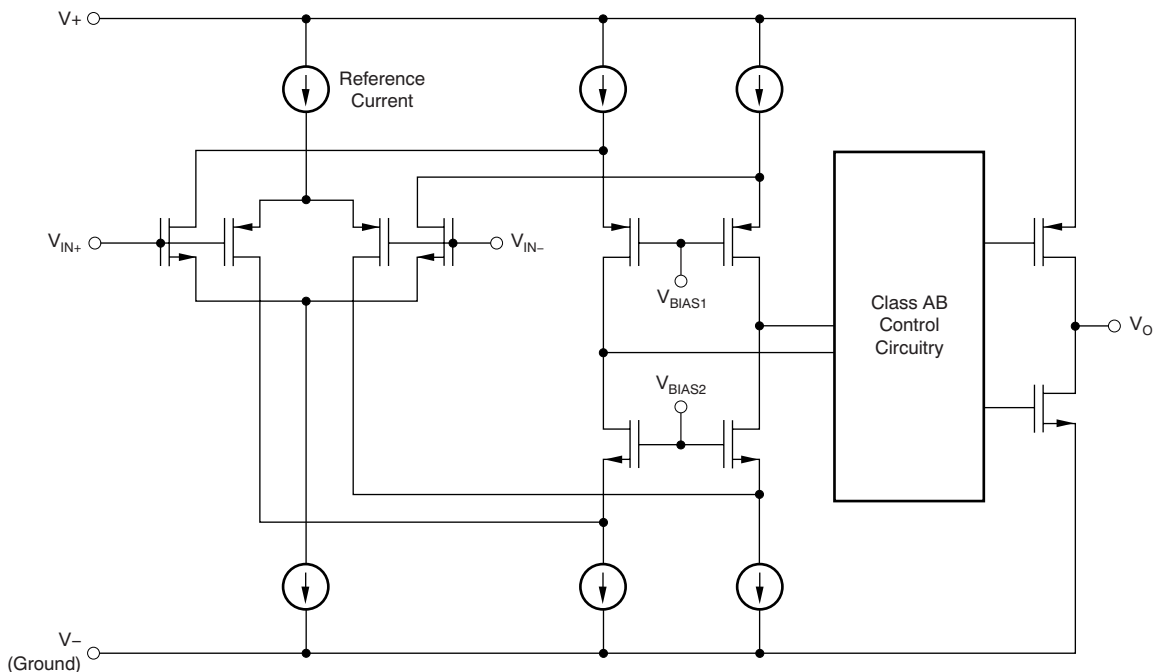 V+
Reference
Current
V_IN+
V_IN−
V_BIAS1
V_BIAS2
Class AB
Control
Circuitry
V_O
V−
(Ground)